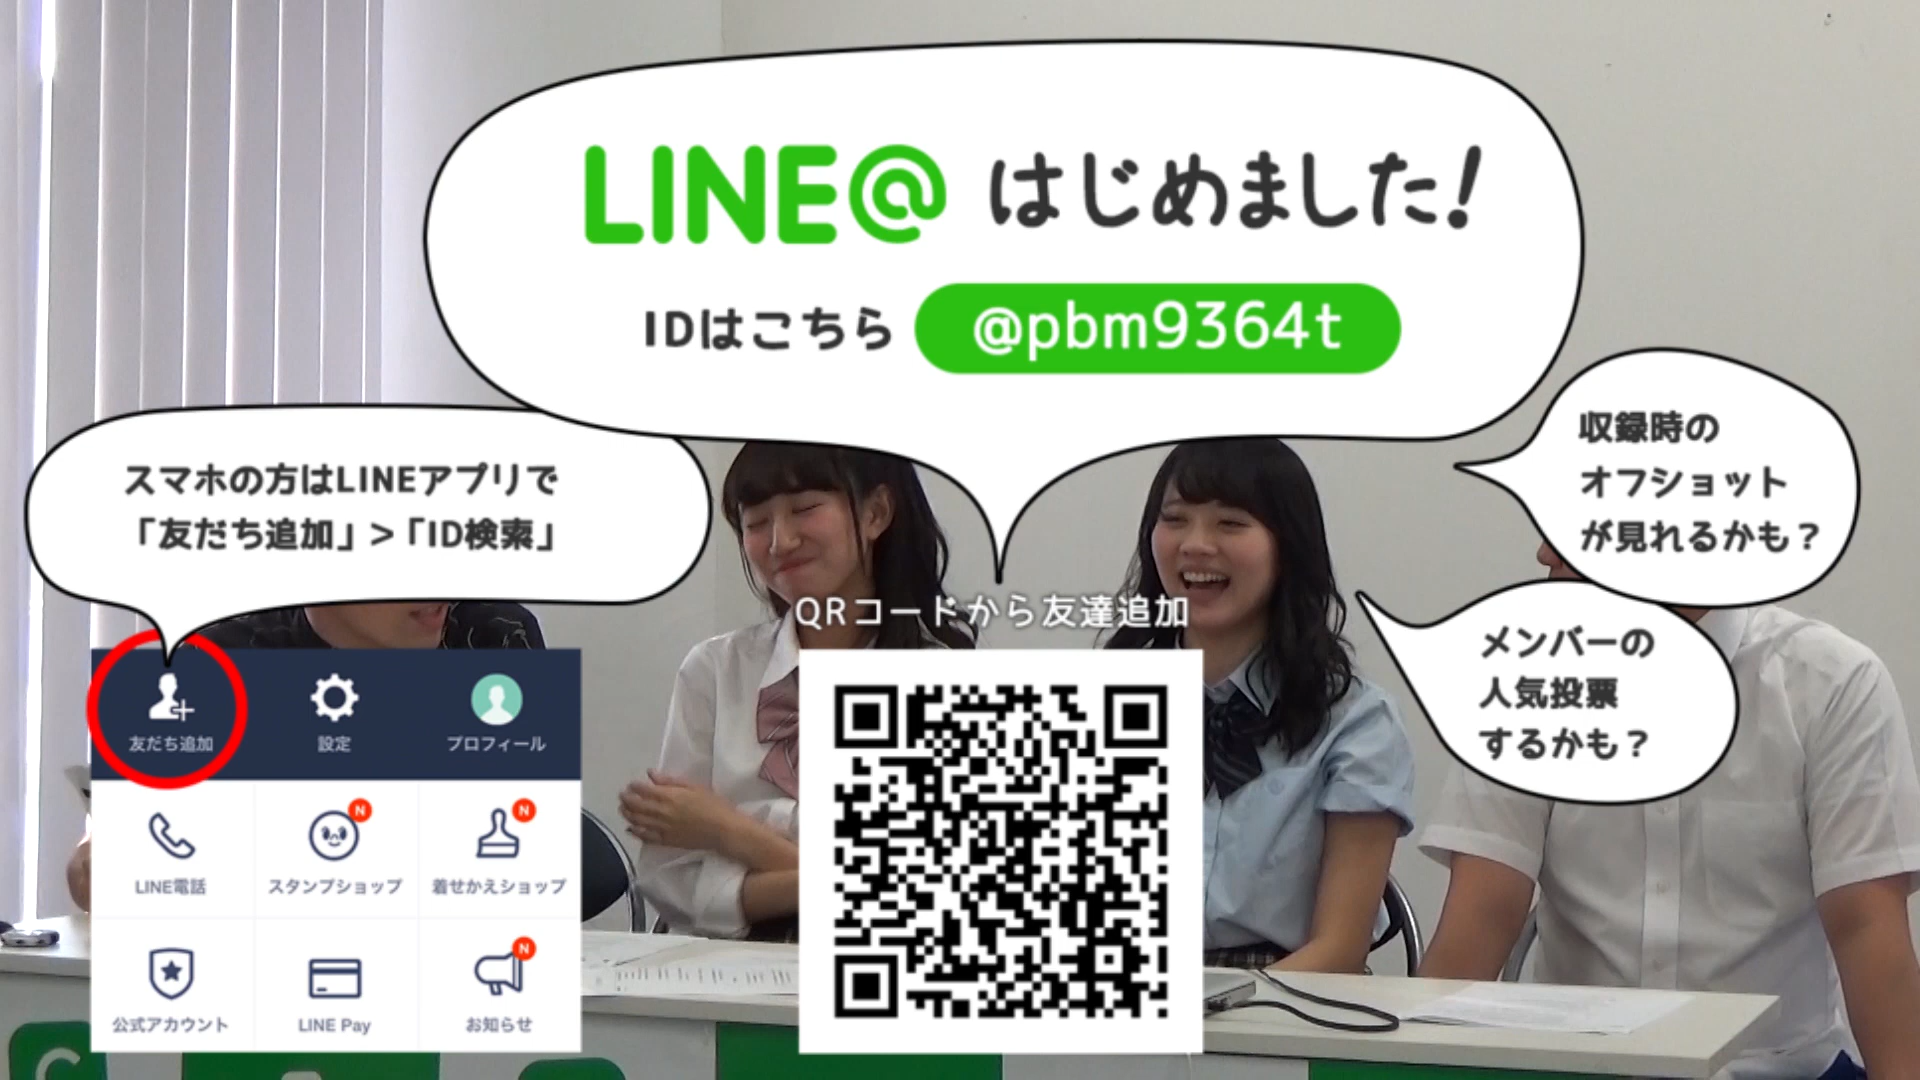 LINE@ はじめました!
IDはこちら @pbm9364t
スマホの方はLINEアプリで
「友だち追加」>「ID検索」
収録時の
オフショット
が見れるかも？
メンバーの
人気投票
するかも？
QRコードから友達追加
友だち追加
設定
プロフィール
N
N
LINE電話
スタンプショップ
着せかえショップ
N
公式アカウント
LINE Pay
お知らせ